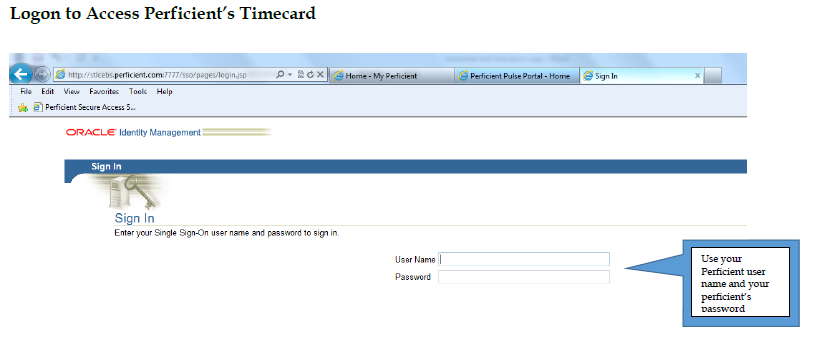 Logon to Access Perficient's Timecard
http://stlcebs.perficient.com:7777/sso/pages/login.jsp
Home - My Perficient
Perficient Pulse Portal - Home
Sign In
File Edit View Favorites Tools Help
Perficient Secure Access S...
ORACLE Identity Management
Sign In
Sign In
Enter your Single Sign-On user name and password to sign in.
User Name
Password
Use your
Perficient user
name and your
perficient's
password